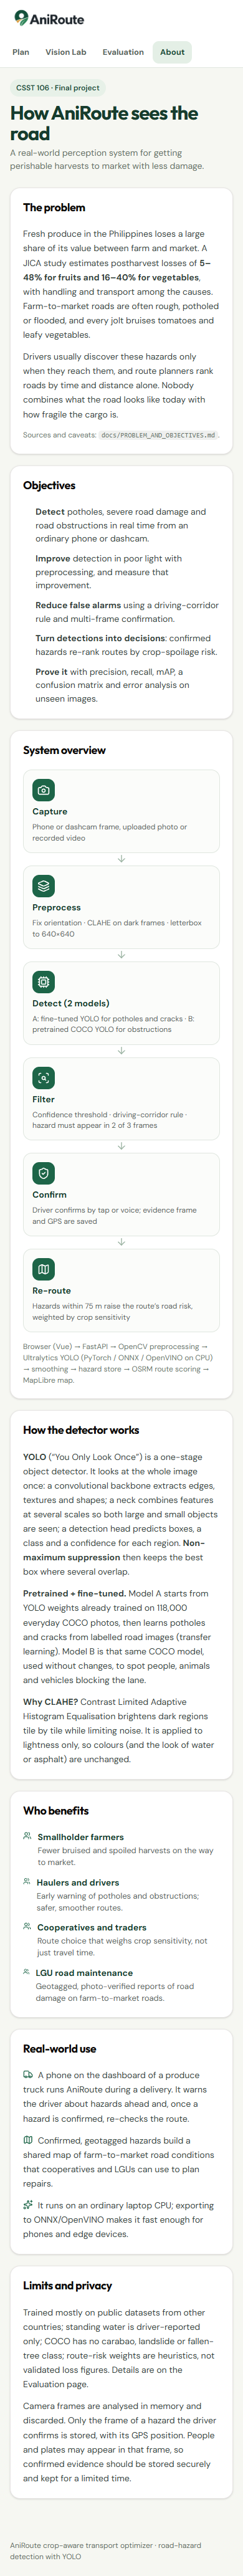 AniRoute
Plan Vision Lab Evaluation About
CSST 106 · Final project
How AniRoute sees the
road
A real-world perception system for getting
perishable harvests to market with less damage.
The problem
Fresh produce in the Philippines loses a large
share of its value between farm and market. A
JICA study estimates postharvest losses of 5–
48% for fruits and 16–40% for vegetables,
with handling and transport among the causes.
Farm-to-market roads are often rough, potholed
or flooded, and every jolt bruises tomatoes and
leafy vegetables.
Drivers usually discover these hazards only
when they reach them, and route planners rank
roads by time and distance alone. Nobody
combines what the road looks like today with
how fragile the cargo is.
Sources and caveats: docs/PROBLEM_AND_OBJECTIVES.md.
Objectives
Detect potholes, severe road damage and
road obstructions in real time from an
ordinary phone or dashcam.
Improve detection in poor light with
preprocessing, and measure that
improvement.
Reduce false alarms using a driving-corridor
rule and multi-frame confirmation.
Turn detections into decisions: confirmed
hazards re-rank routes by crop-spoilage risk.
Prove it with precision, recall, mAP, a
confusion matrix and error analysis on
unseen images.
System overview
Capture
Phone or dashcam frame, uploaded photo or
recorded video
Preprocess
Fix orientation · CLAHE on dark frames · letterbox
to 640×640
Detect (2 models)
A: fine-tuned YOLO for potholes and cracks · B:
pretrained COCO YOLO for obstructions
Filter
Confidence threshold · driving-corridor rule ·
hazard must appear in 2 of 3 frames
Confirm
Driver confirms by tap or voice; evidence frame
and GPS are saved
Re-route
Hazards within 75 m raise the route's road risk,
weighted by crop sensitivity
Browser (Vue) → FastAPI → OpenCV preprocessing →
Ultralytics YOLO (PyTorch / ONNX / OpenVINO on CPU)
→ smoothing → hazard store → OSRM route scoring →
MapLibre map.
How the detector works
YOLO (“You Only Look Once”) is a one-stage
object detector. It looks at the whole image
once: a convolutional backbone extracts edges,
textures and shapes; a neck combines features
at several scales so both large and small objects
are seen; a detection head predicts boxes, a
class and a confidence for each region. Non-
maximum suppression then keeps the best
box where several overlap.
Pretrained + fine-tuned. Model A starts from
YOLO weights already trained on 118,000
everyday COCO photos, then learns potholes
and cracks from labelled road images (transfer
learning). Model B is that same COCO model,
used without changes, to spot people, animals
and vehicles blocking the lane.
Why CLAHE? Contrast Limited Adaptive
Histogram Equalisation brightens dark regions
tile by tile while limiting noise. It is applied to
lightness only, so colours (and the look of water
or asphalt) are unchanged.
Who benefits
Smallholder farmers
Fewer bruised and spoiled harvests on the way
to market.
Haulers and drivers
Early warning of potholes and obstructions;
safer, smoother routes.
Cooperatives and traders
Route choice that weighs crop sensitivity, not
just travel time.
LGU road maintenance
Geotagged, photo-verified reports of road
damage on farm-to-market roads.
Real-world use
A phone on the dashboard of a produce
truck runs AniRoute during a delivery. It warns
the driver about hazards ahead and, once a
hazard is confirmed, re-checks the route.
Confirmed, geotagged hazards build a
shared map of farm-to-market road conditions
that cooperatives and LGUs can use to plan
repairs.
It runs on an ordinary laptop CPU; exporting
to ONNX/OpenVINO makes it fast enough for
phones and edge devices.
Limits and privacy
Trained mostly on public datasets from other
countries; standing water is driver-reported
only; COCO has no carabao, landslide or fallen-
tree class; route-risk weights are heuristics, not
validated loss figures. Details are on the
Evaluation page.
Camera frames are analysed in memory and
discarded. Only the frame of a hazard the driver
confirms is stored, with its GPS position. People
and plates may appear in that frame, so
confirmed evidence should be stored securely
and kept for a limited time.
AniRoute crop-aware transport optimizer · road-hazard
detection with YOLO